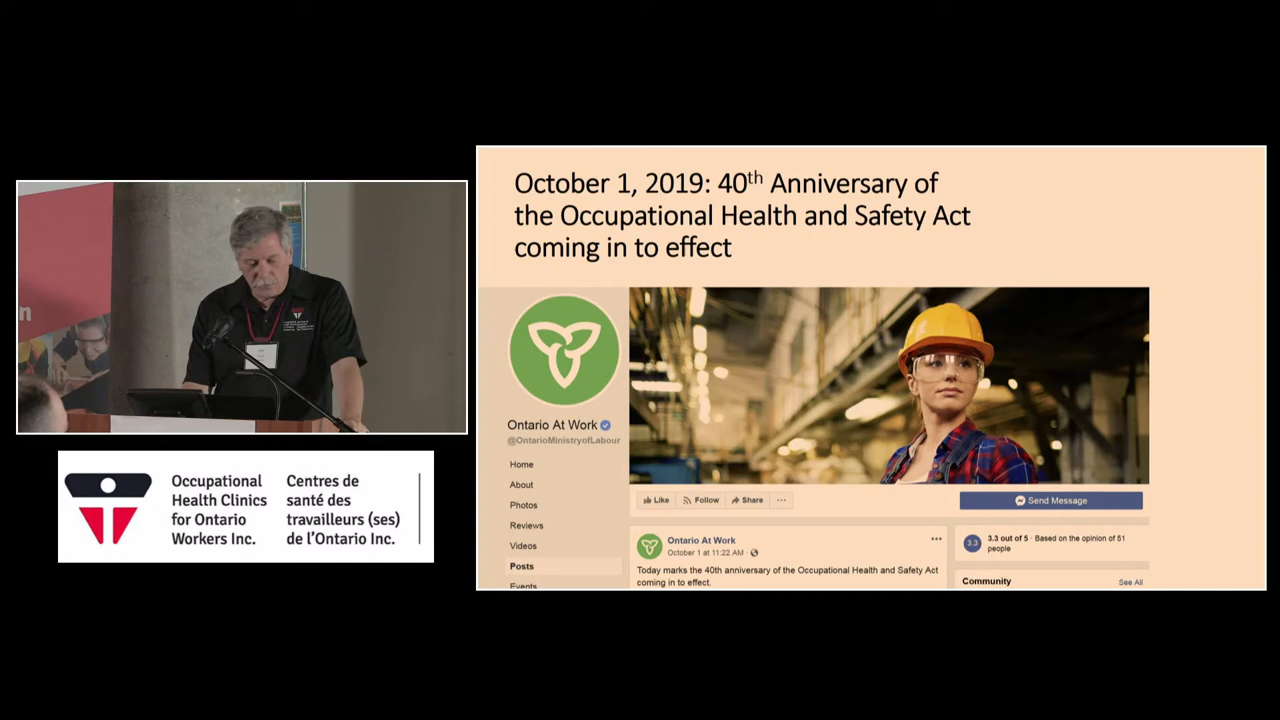 October 1, 2019: 40th Anniversary of
the Occupational Health and Safety Act
coming in to effect
n
Occupational
Health Clinics
for Ontario
Workers Inc.
Centres de
santé des
travailleurs (ses)
de l'Ontario Inc.
Ontario At Work
@OntarioMinistryofLabour
Home
About
Photos
Reviews
Videos
Posts
Events
Like
Follow
Share
Send Message
Ontario At Work
October 1 at 11:22 AM ·
Today marks the 40th anniversary of the Occupational Health and Safety Act
coming in to effect.
3.3
3.3 out of 5 · Based on the opinion of 51
people
Community
See All